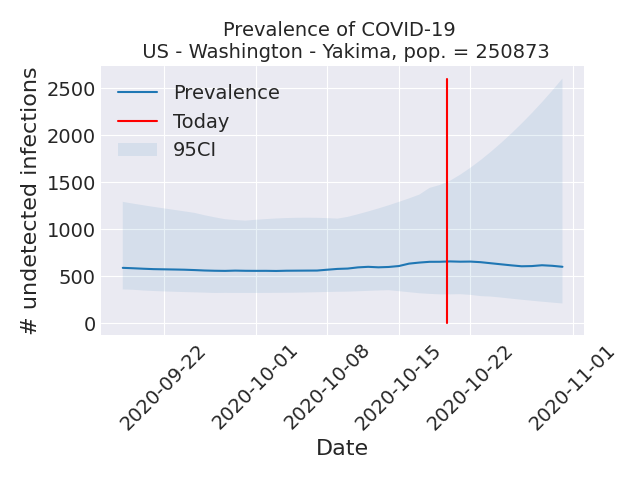 Prevalence of COVID-19
US - Washington - Yakima, pop. = 250873
# undetected infections
2500
2000
1500
1000
500
0
Prevalence
Today
95CI
2020-09-22
2020-10-01
2020-10-08
2020-10-15
2020-10-22
2020-11-01
Date